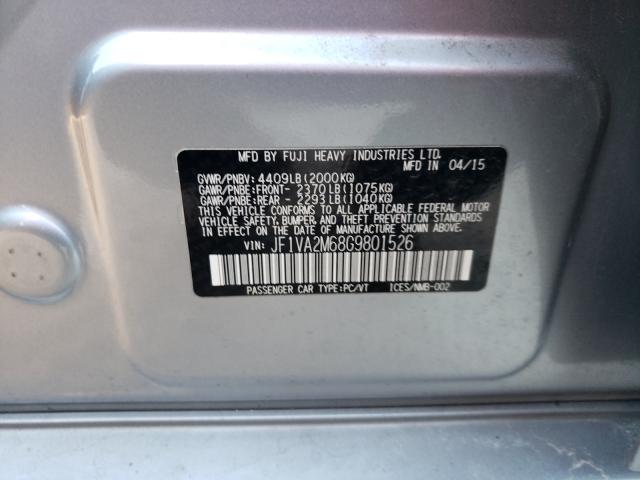 MFD BY FUJI HEAVY INDUSTRIES LTD.
MFD IN 04/15
GVWR/PNBV: 4409LB (2000KG)
GAWR/PNBE:FRONT- 2370LB (1075KG)
GAWR/PNBE:REAR - 2293LB (1040KG)
THIS VEHICLE CONFORMS TO ALL APPLICABLE FEDERAL MOTOR
VEHICLE SAFETY, BUMPER, AND THEFT PREVENTION STANDARDS
IN EFFECT ON THE DATE OF MANUFACTURE SHOWN ABOVE.
VIN: JF1VA2M68G9801526
PASSENGER CAR TYPE:PC/VT ICES/NMB-002